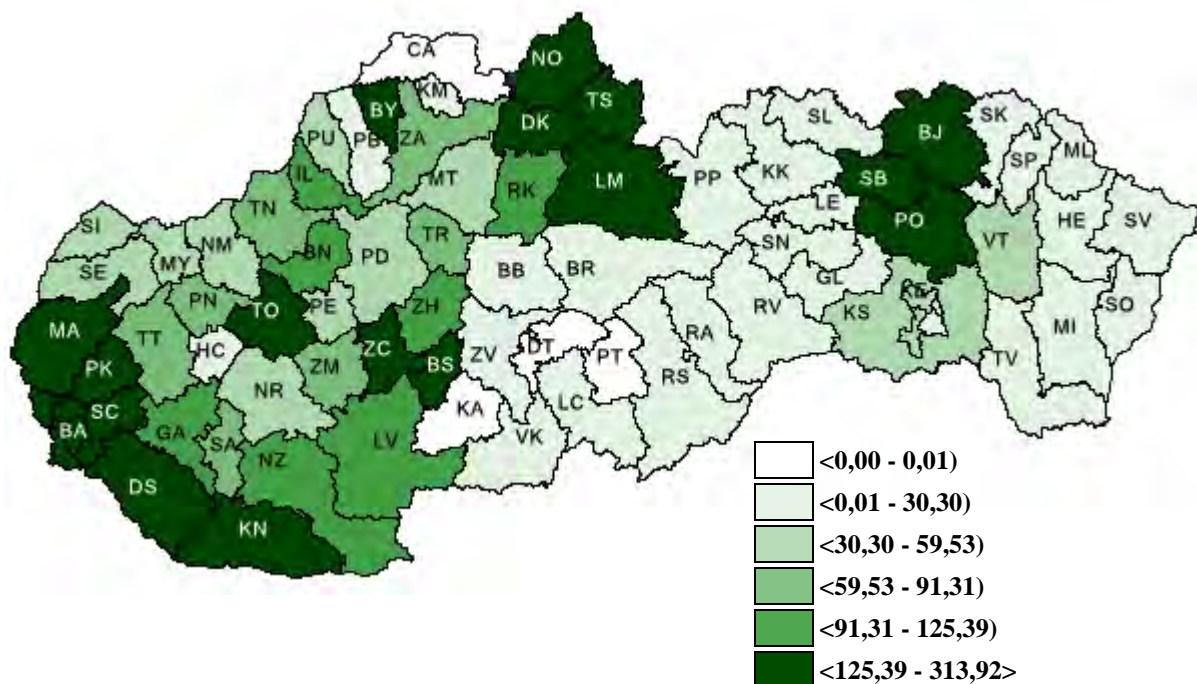 CA
NO
KM
BY
TS
PU
PB
ZA
DK
SL
BJ
SK
IL
MT
RK
LM
PP
KK
SB
SP
ML
TN
LE
PO
HE
SV
SI
NM
BN
PD
TR
BB
BR
SN
VT
SE
MY
GL
PN
TO
PE
ZH
RV
KS
SO
MA
TT
HC
ZC
BS
ZV
DT
PT
RA
MI
PK
NR
ZM
RS
TV
SC
KA
LC
BA
GA
SA
NZ
LV
VK
DS
KN
<0,00 - 0,01)
<0,01 - 30,30)
<30,30 - 59,53)
<59,53 - 91,31)
<91,31 - 125,39)
<125,39 - 313,92>